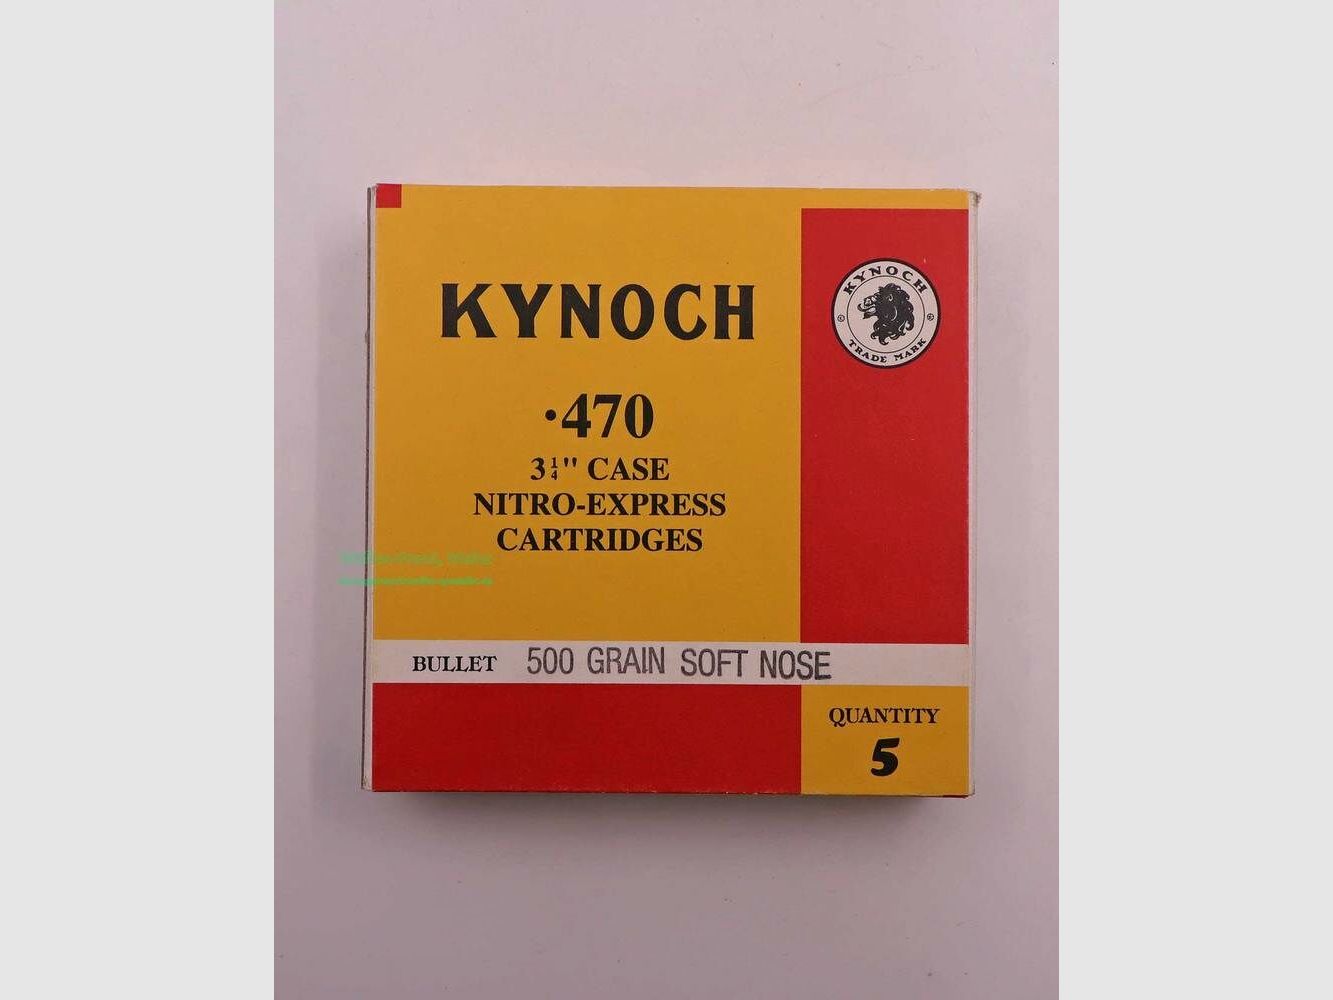 KYNOCH
KYNOCH
TRADE MARK
·470
3¼" CASE
NITRO-EXPRESS
CARTRIDGES
BULLET 500 GRAIN SOFT NOSE
QUANTITY
5